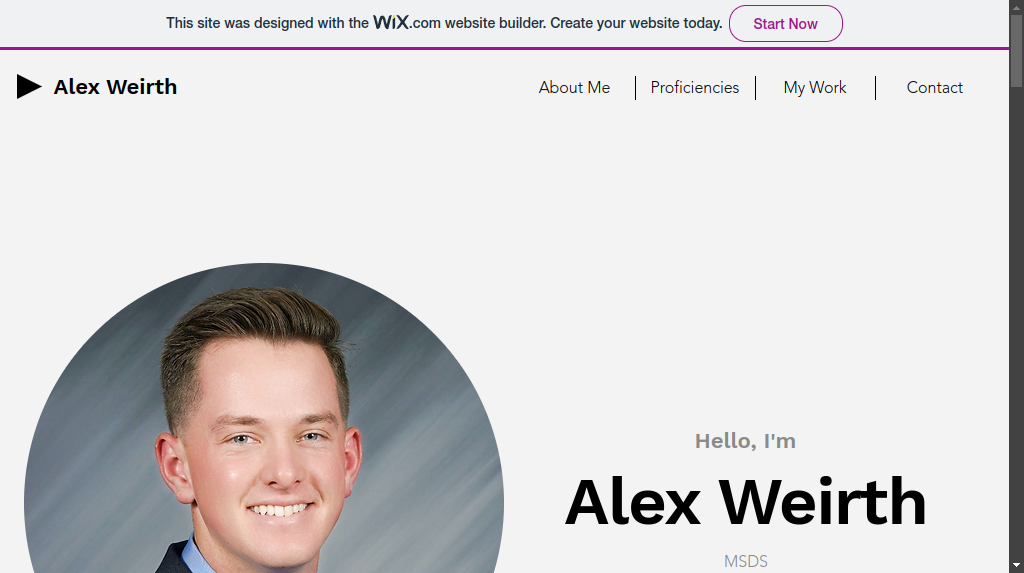 This site was designed with the WiX.com website builder. Create your website today.
Start Now
Alex Weirth
About Me
Proficiencies
My Work
Contact
Hello, I'm
Alex Weirth
MSDS